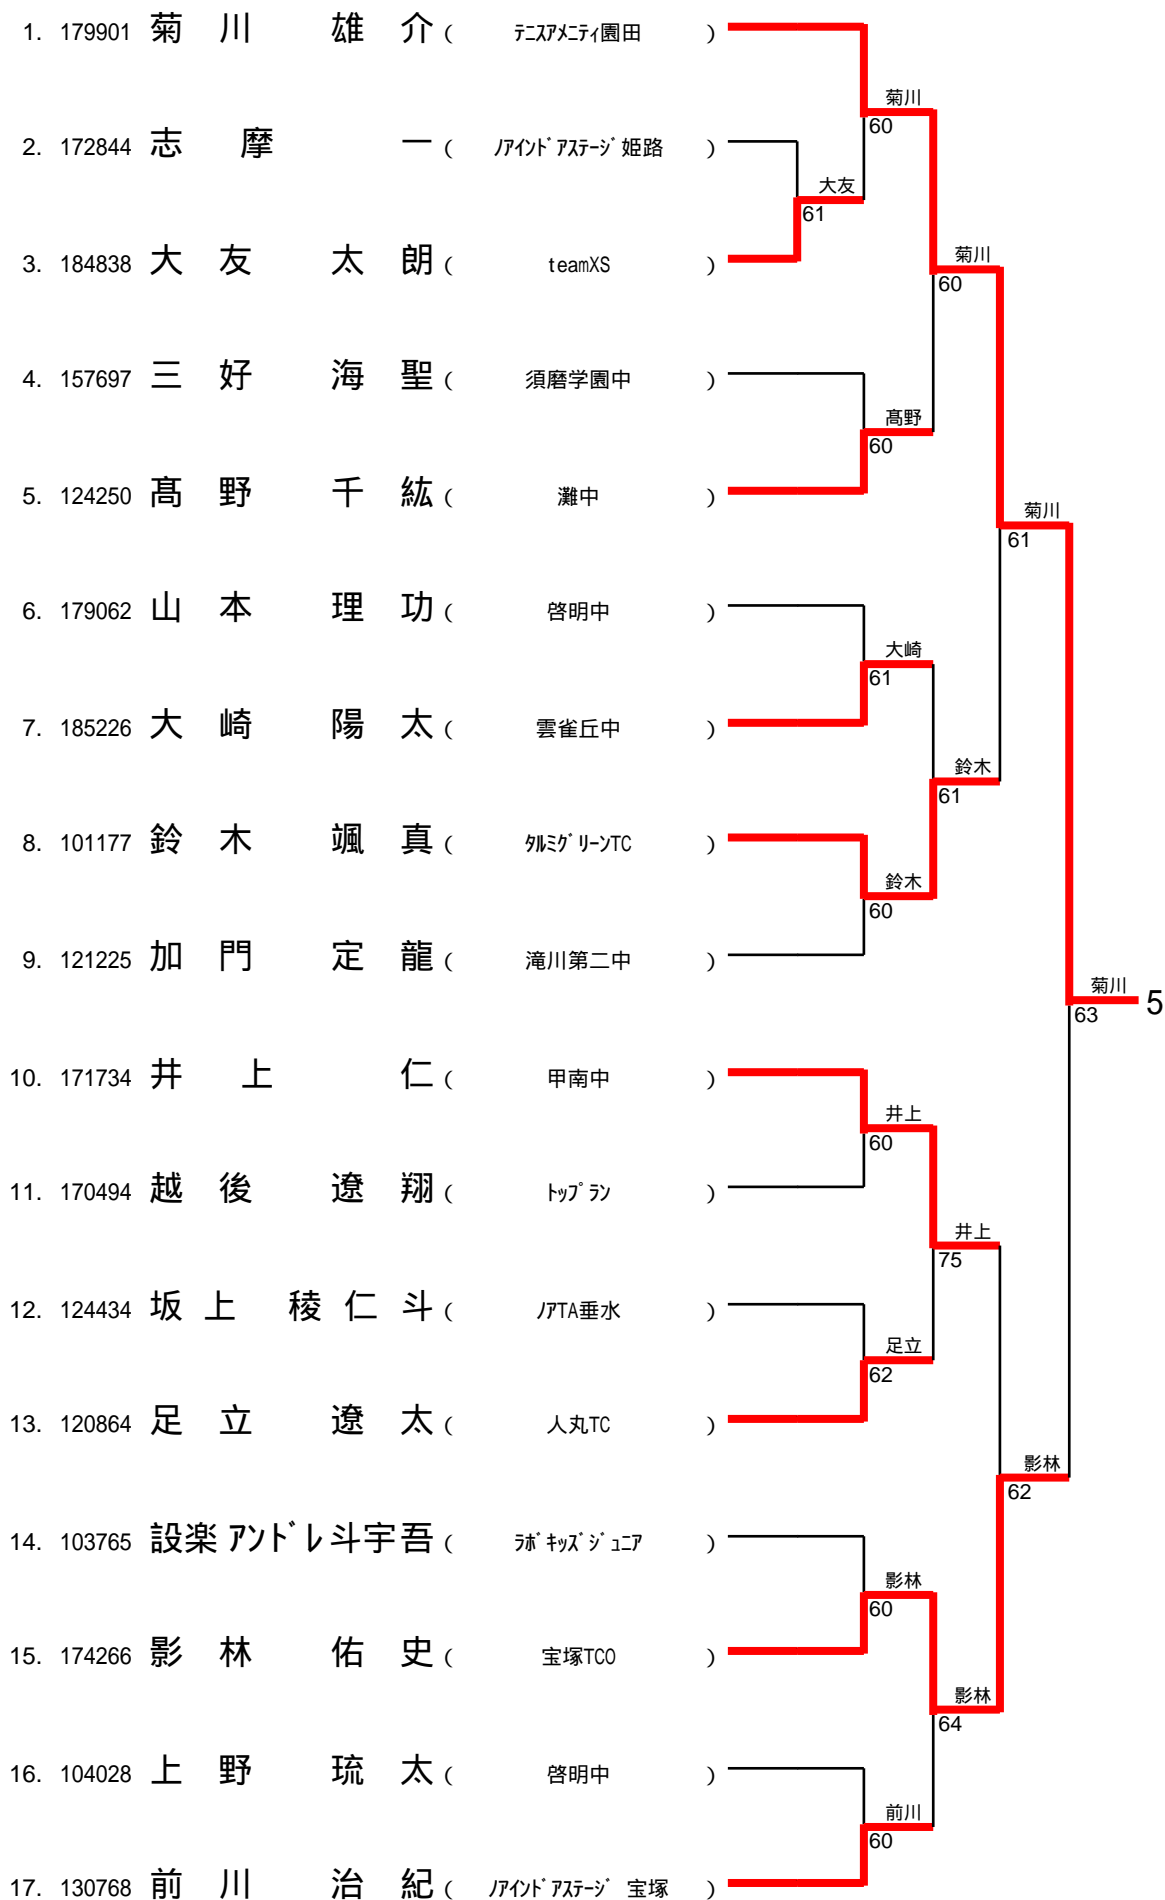 1. 179901 菊川 雄介 ( テニスアメニティ園田 )
菊川
60
2. 172844 志摩 一 ( ノアインドアステージ姫路 )
大友
61
3. 184838 大友 太朗 ( teamXS )
菊川
60
4. 157697 三好 海聖 ( 須磨学園中 )
髙野
60
5. 124250 髙野 千紘 ( 灘中 )
菊川
61
6. 179062 山本 理功 ( 啓明中 )
大崎
61
7. 185226 大崎 陽太 ( 雲雀丘中 )
鈴木
61
8. 101177 鈴木 颯真 ( タルミグリーンTC )
鈴木
60
9. 121225 加門 定龍 ( 滝川第二中 )
菊川 5
63
10. 171734 井上 仁 ( 甲南中 )
井上
60
11. 170494 越後 遼翔 ( トップラン )
井上
75
12. 124434 坂上 稜仁斗 ( ノアTA垂水 )
足立
62
13. 120864 足立 遼太 ( 人丸TC )
影林
62
14. 103765 設楽 アンドレ斗宇吾 ( ラボキッズジュニア )
影林
60
15. 174266 影林 佑史 ( 宝塚TCO )
影林
64
16. 104028 上野 琉太 ( 啓明中 )
前川
60
17. 130768 前川 治紀 ( ノアインドアステージ 宝塚 )